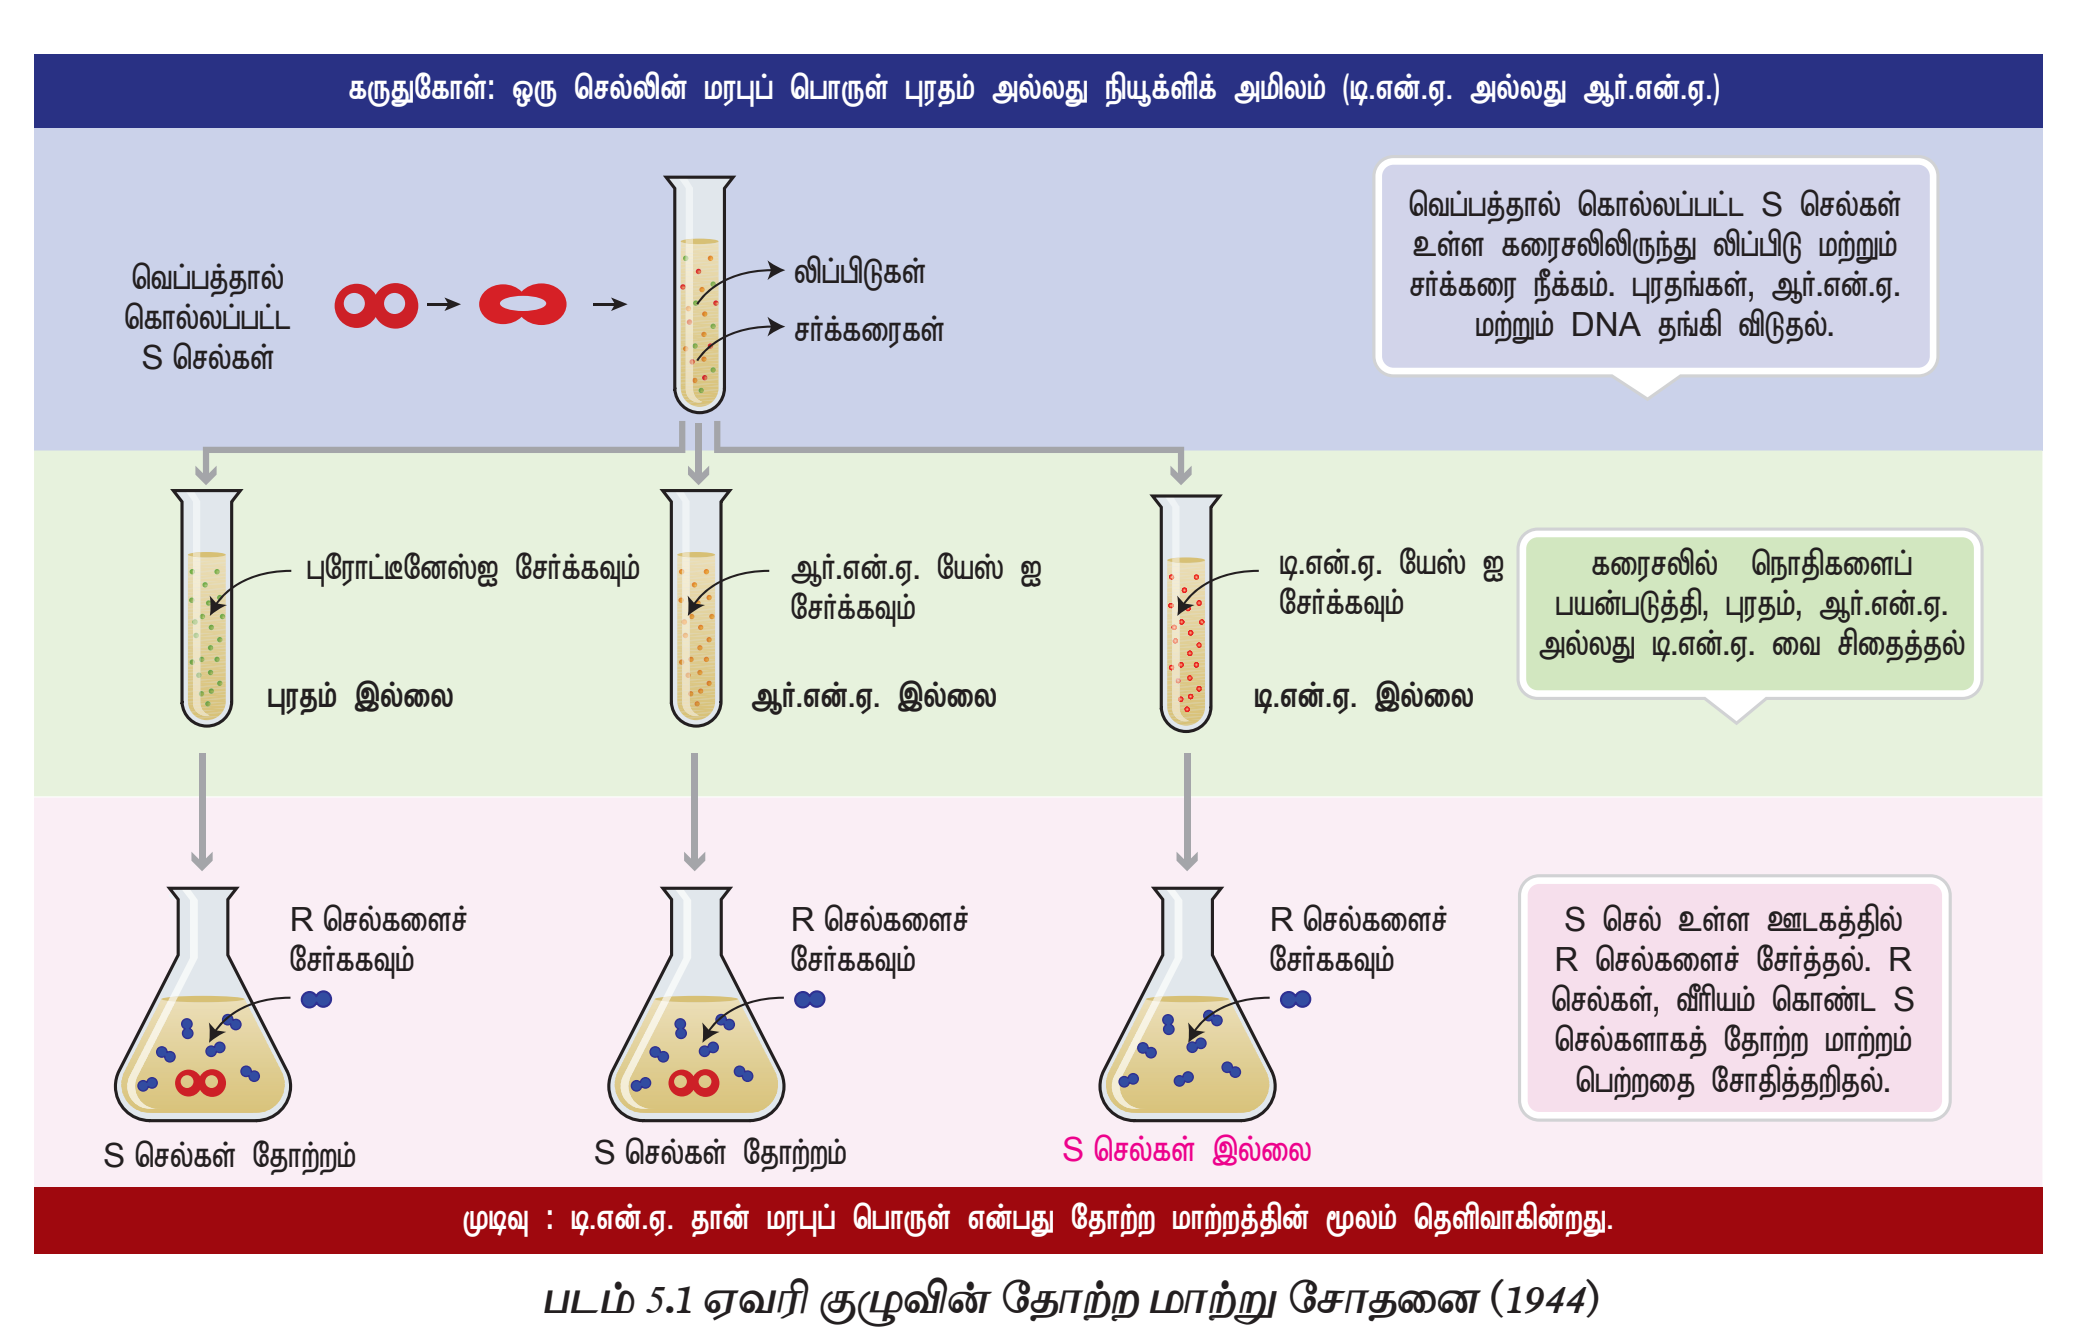 கருதுகோள்: ஒரு செல்லின் மரபுப் பொருள் புரதம் அல்லது நியூக்ளிக் அமிலம் (டி.என்.ஏ. அல்லது ஆர்.என்.ஏ.)
வெப்பத்தால்
கொல்லப்பட்ட
S செல்கள்
லிப்பிடுகள்
சர்க்கரைகள்
வெப்பத்தால் கொல்லப்பட்ட S செல்கள்
உள்ள கரைசலிலிருந்து லிப்பிடு மற்றும்
சர்க்கரை நீக்கம். புரதங்கள், ஆர்.என்.ஏ.
மற்றும் DNA தங்கி விடுதல்.
புரோட்டீனேஸ்ஐ சேர்க்கவும்
புரதம் இல்லை
ஆர்.என்.ஏ. யேஸ் ஐ
சேர்க்கவும்
ஆர்.என்.ஏ. இல்லை
டி.என்.ஏ. யேஸ் ஐ
சேர்க்கவும்
டி.என்.ஏ. இல்லை
கரைசலில் நொதிகளைப்
பயன்படுத்தி, புரதம், ஆர்.என்.ஏ.
அல்லது டி.என்.ஏ. வை சிதைத்தல்
R செல்களைச்
சேர்ககவும்
S செல்கள் தோற்றம்
R செல்களைச்
சேர்ககவும்
S செல்கள் தோற்றம்
R செல்களைச்
சேர்ககவும்
S செல்கள் இல்லை
S செல் உள்ள ஊடகத்தில்
R செல்களைச் சேர்த்தல். R
செல்கள், வீரியம் கொண்ட S
செல்களாகத் தோற்ற மாற்றம்
பெற்றதை சோதித்தறிதல்.
முடிவு : டி.என்.ஏ. தான் மரபுப் பொருள் என்பது தோற்ற மாற்றத்தின் மூலம் தெளிவாகின்றது.
படம் 5.1 ஏவரி குழுவின் தோற்ற மாற்று சோதனை (1944)